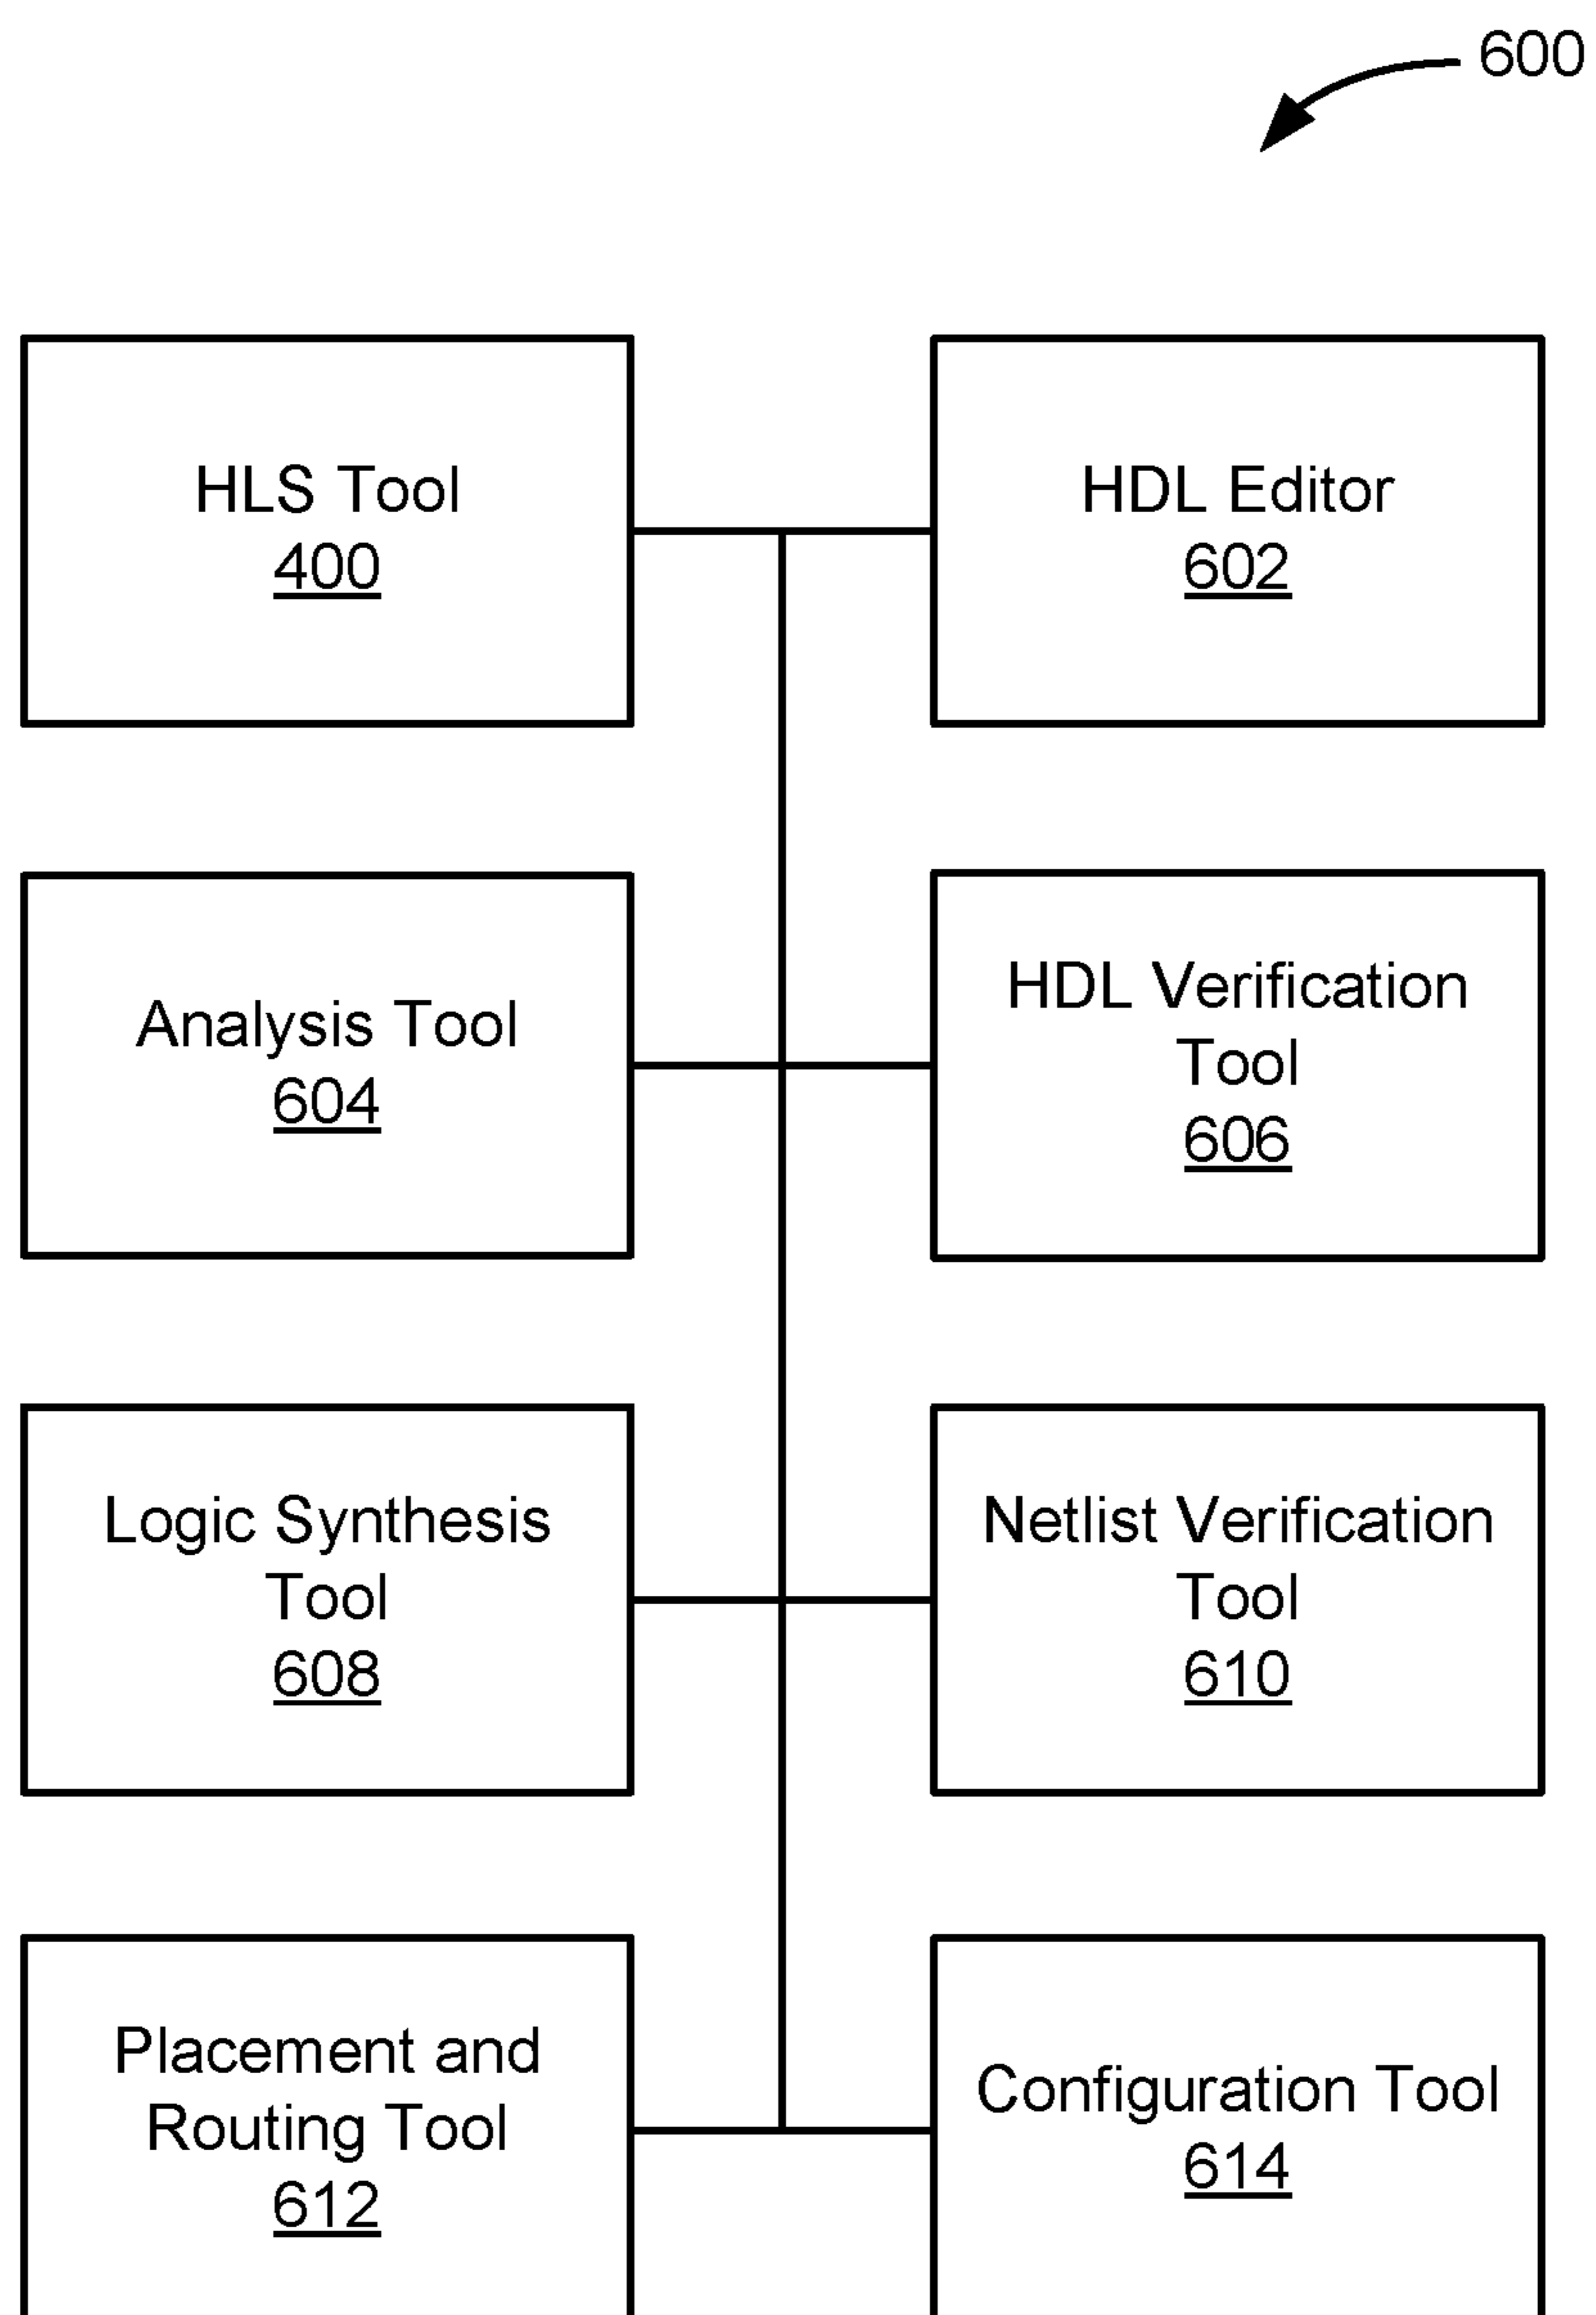 600
HLS Tool
400
HDL Editor
602
Analysis Tool
604
HDL Verification
Tool
606
Logic Synthesis
Tool
608
Netlist Verification
Tool
610
Placement and
Routing Tool
612
Configuration Tool
614